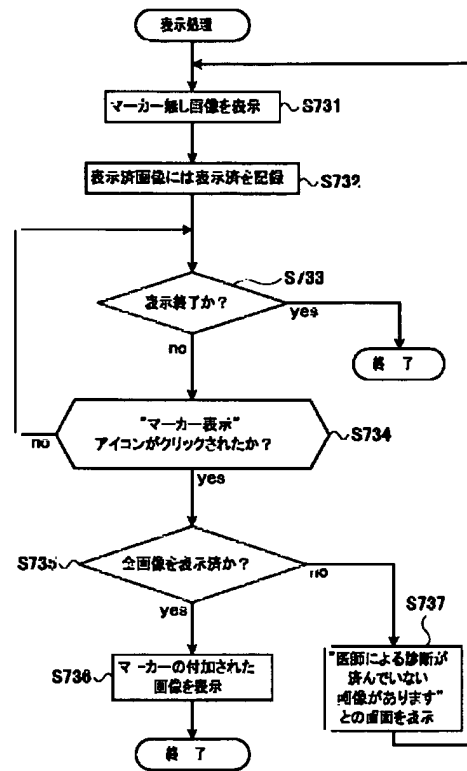 表示処理
マーカー無し画像を表示
S731
表示済画像には表示済を記録
S732
S733
表示終了か？
yes
no
終 了
"マーカー表示"
アイコンがクリックされたか？
no
S734
yes
S735
全画像を表示済か？
no
yes
S737
S736
マーカーの付加された
画像を表示
"医師による診断が
済んでいない
画像があります"
との画面を表示
終 了